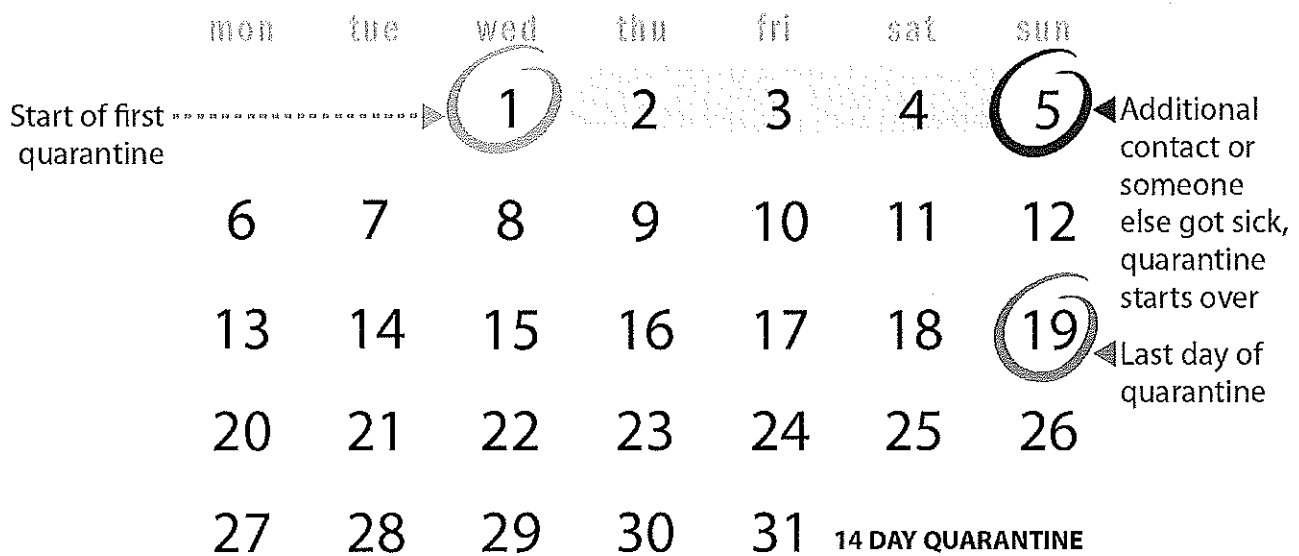 mon tue wed thu fri sat sun
Start of first
quarantine
1 2 3 4 5
Additional
contact or
someone
else got sick,
quarantine
starts over
6 7 8 9 10 11 12
13 14 15 16 17 18 19
Last day of
quarantine
20 21 22 23 24 25 26
27 28 29 30 31 14 DAY QUARANTINE